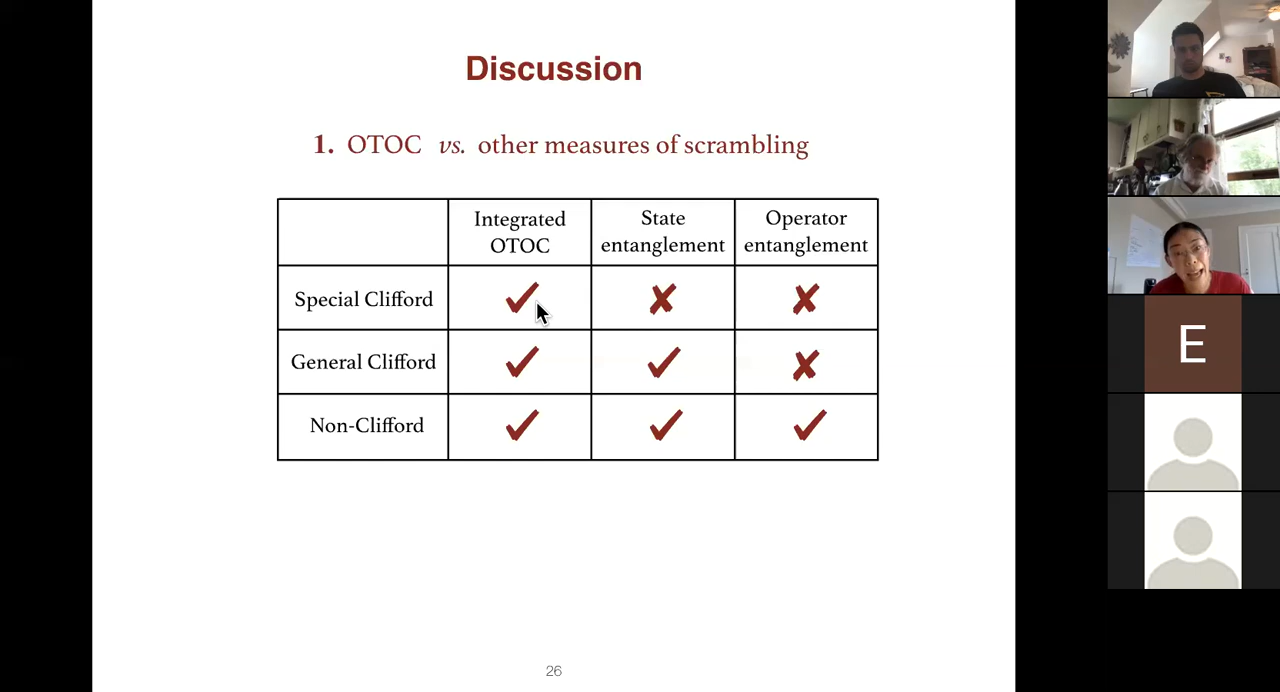 Discussion
1. OTOC vs. other measures of scrambling
Integrated OTOC
State entanglement
Operator entanglement
Special Clifford ✓ ✗ ✗
General Clifford ✓ ✓ ✗
Non-Clifford ✓ ✓ ✓
26
E